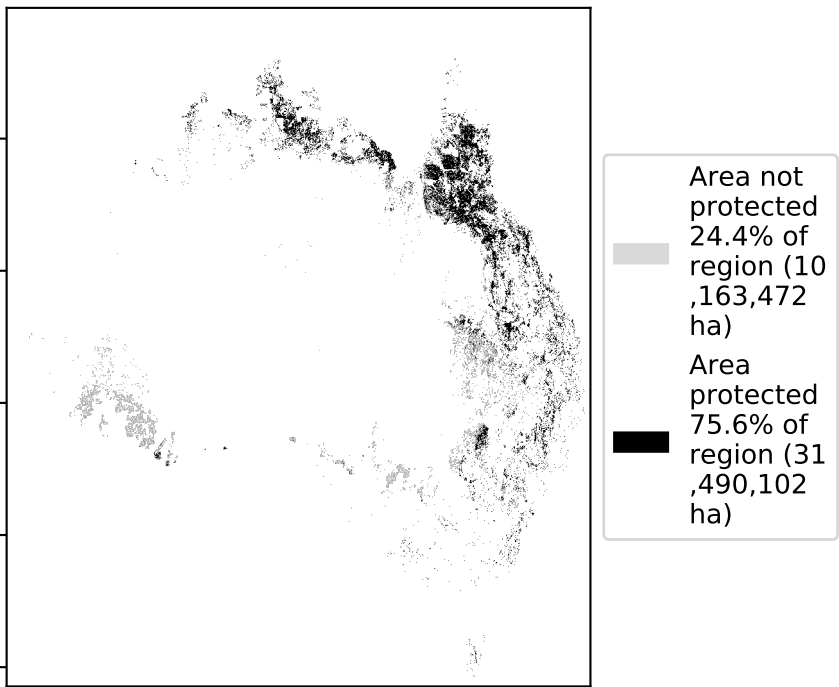 Area not
protected
24.4% of
region (10
,163,472
ha)
Area
protected
75.6% of
region (31
,490,102
ha)